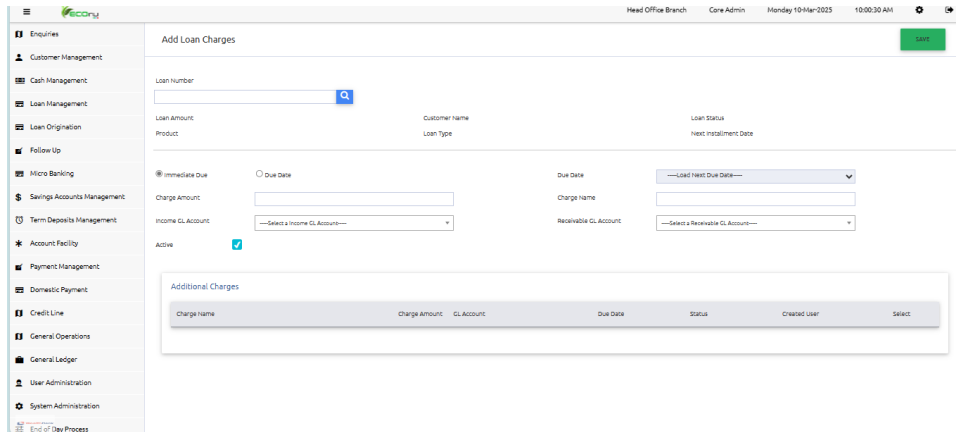 ECONY
Head Office Branch Core Admin Monday 10-Mar-2025 10:00:30 AM
Enquiries
Customer Management
Cash Management
Loan Management
Loan Origination
Follow Up
Micro Banking
Savings Accounts Management
Term Deposits Management
Account Facility
Payment Management
Domestic Payment
Credit Line
General Operations
General Ledger
User Administration
System Administration
End of Day Process
Add Loan Charges
SAVE
Loan Number
Loan Amount Customer Name Loan Status
Product Loan Type Next Installment Date
Immediate Due Due Date Due Date -----Load Next Due Date-----
Charge Amount Charge Name
Income GL Account -----Select a Income GL Account----- Receivable GL Account -----Select a Receivable GL Account-----
Active
Additional Charges
Charge Name Charge Amount GL Account Due Date Status Created User Select